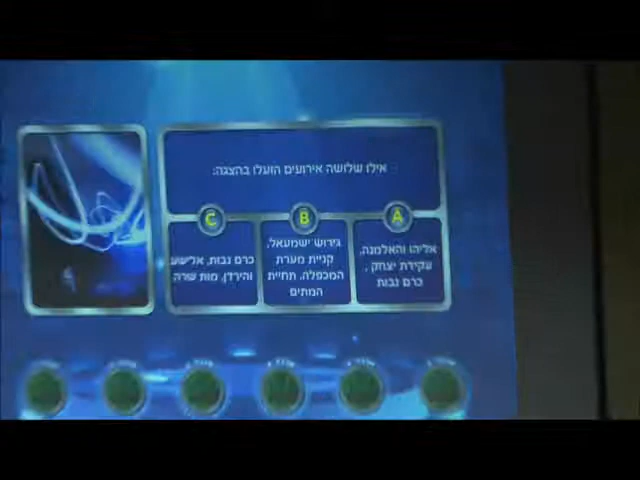 אילו שלושה אירועים הועלו בהצגה:
A
אליהו והאלמנה,
עקידת יצחק,
כרם נבות
B
גירוש ישמעאל,
קניית מערת
המכפלה, תחיית
המתים
C
כרם נבות, אלישע
והירדן, מות שרה